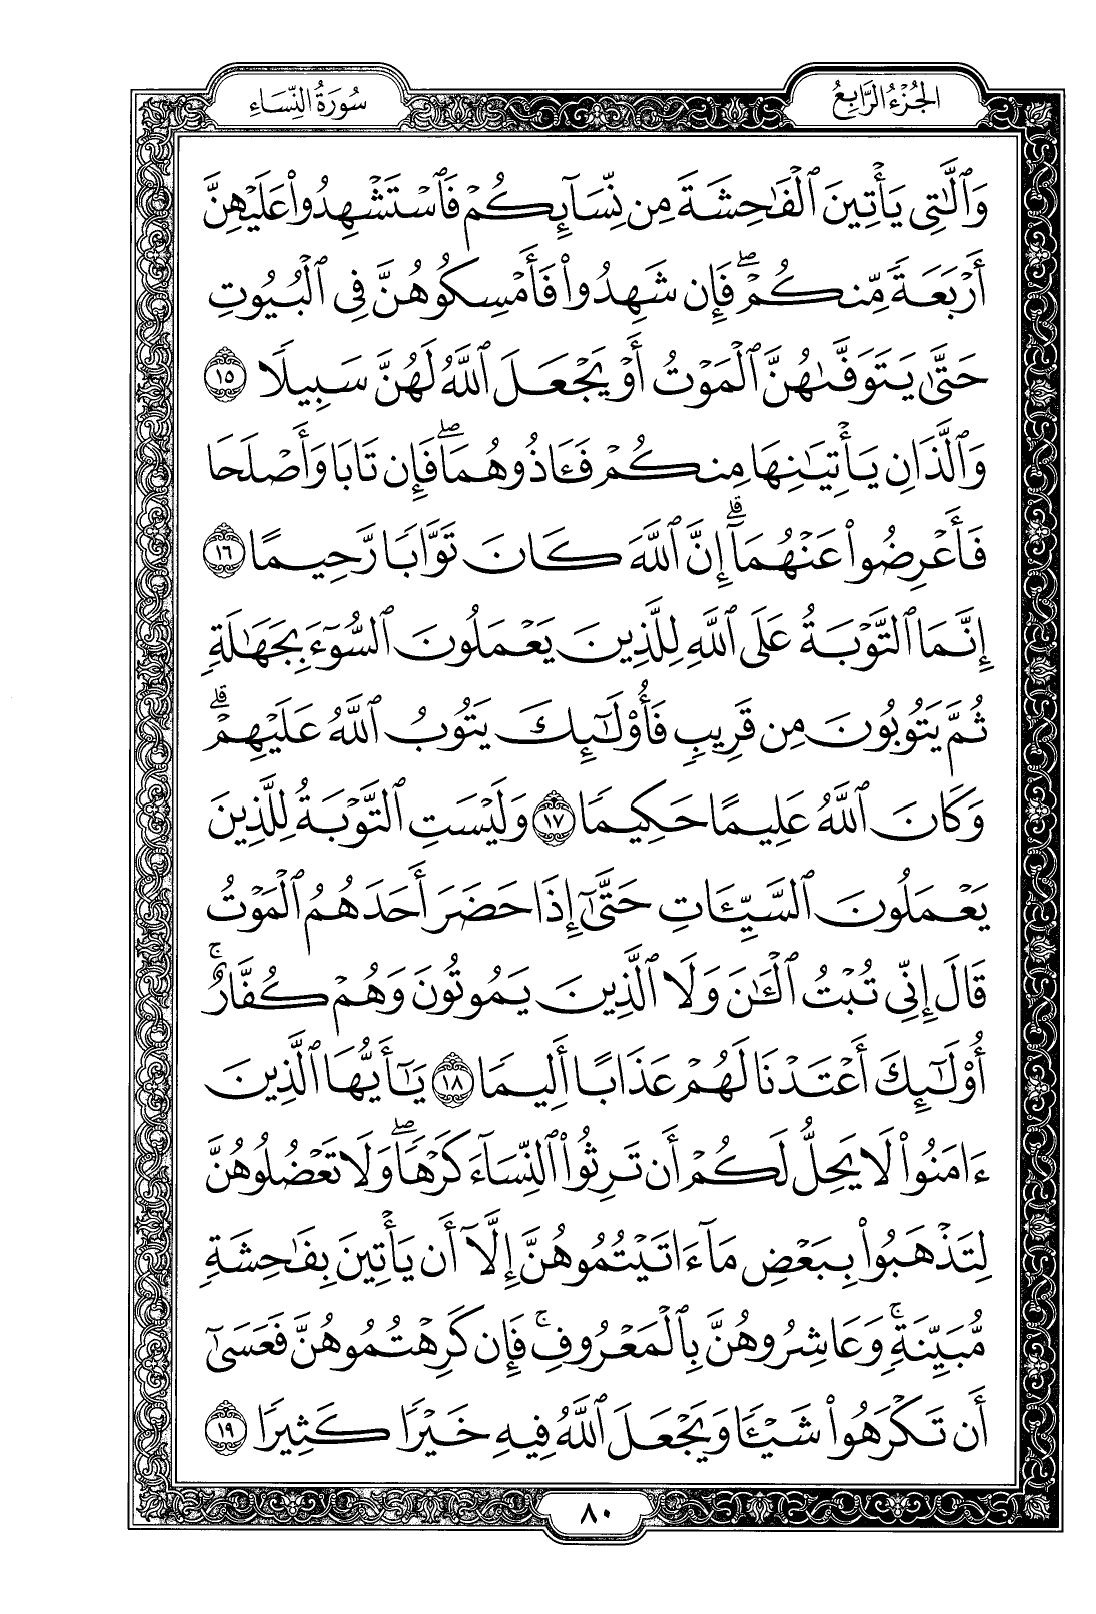 الجُزْءُ الرَّابِعُ
سُورَةُ النِّسَاءِ
وَٱلَّٰتِى يَأْتِينَ ٱلْفَٰحِشَةَ مِن نِّسَآئِكُمْ فَٱسْتَشْهِدُوا۟ عَلَيْهِنَّ
أَرْبَعَةً مِّنكُمْ ۖ فَإِن شَهِدُوا۟ فَأَمْسِكُوهُنَّ فِى ٱلْبُيُوتِ
حَتَّىٰ يَتَوَفَّىٰهُنَّ ٱلْمَوْتُ أَوْ يَجْعَلَ ٱللَّهُ لَهُنَّ سَبِيلًا ١٥
وَٱلَّذَانِ يَأْتِيَٰنِهَا مِنكُمْ فَـَٔاذُوهُمَا ۖ فَإِن تَابَا وَأَصْلَحَا
فَأَعْرِضُوا۟ عَنْهُمَآ ۗ إِنَّ ٱللَّهَ كَانَ تَوَّابًا رَّحِيمًا ١٦
إِنَّمَا ٱلتَّوْبَةُ عَلَى ٱللَّهِ لِلَّذِينَ يَعْمَلُونَ ٱلسُّوٓءَ بِجَهَٰلَةٍ
ثُمَّ يَتُوبُونَ مِن قَرِيبٍ فَأُو۟لَٰٓئِكَ يَتُوبُ ٱللَّهُ عَلَيْهِمْ ۗ
وَكَانَ ٱللَّهُ عَلِيمًا حَكِيمًا ١٧ وَلَيْسَتِ ٱلتَّوْبَةُ لِلَّذِينَ
يَعْمَلُونَ ٱلسَّيِّـَٔاتِ حَتَّىٰٓ إِذَا حَضَرَ أَحَدَهُمُ ٱلْمَوْتُ
قَالَ إِنِّى تُبْتُ ٱلْـَٰٔنَ وَلَا ٱلَّذِينَ يَمُوتُونَ وَهُمْ كُفَّارٌ ۚ
أُو۟لَٰٓئِكَ أَعْتَدْنَا لَهُمْ عَذَابًا أَلِيمًا ١٨ يَٰٓأَيُّهَا ٱلَّذِينَ
ءَامَنُوا۟ لَا يَحِلُّ لَكُمْ أَن تَرِثُوا۟ ٱلنِّسَآءَ كَرْهًا ۖ وَلَا تَعْضُلُوهُنَّ
لِتَذْهَبُوا۟ بِبَعْضِ مَآ ءَاتَيْتُمُوهُنَّ إِلَّآ أَن يَأْتِينَ بِفَٰحِشَةٍ
مُّبَيِّنَةٍ ۚ وَعَاشِرُوهُنَّ بِٱلْمَعْرُوفِ ۚ فَإِن كَرِهْتُمُوهُنَّ فَعَسَىٰٓ
أَن تَكْرَهُوا۟ شَيْـًٔا وَيَجْعَلَ ٱللَّهُ فِيهِ خَيْرًا كَثِيرًا ١٩
٨٠